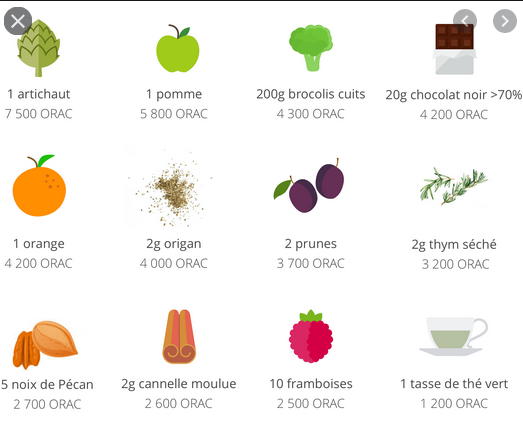 1 artichaut
7 500 ORAC
1 pomme
5 800 ORAC
200g brocolis cuits
4 300 ORAC
20g chocolat noir >70%
4 200 ORAC
1 orange
4 200 ORAC
2g origan
4 000 ORAC
2 prunes
3 700 ORAC
2g thym séché
3 200 ORAC
5 noix de Pécan
2 700 ORAC
2g cannelle moulue
2 600 ORAC
10 framboises
2 500 ORAC
1 tasse de thé vert
1 200 ORAC